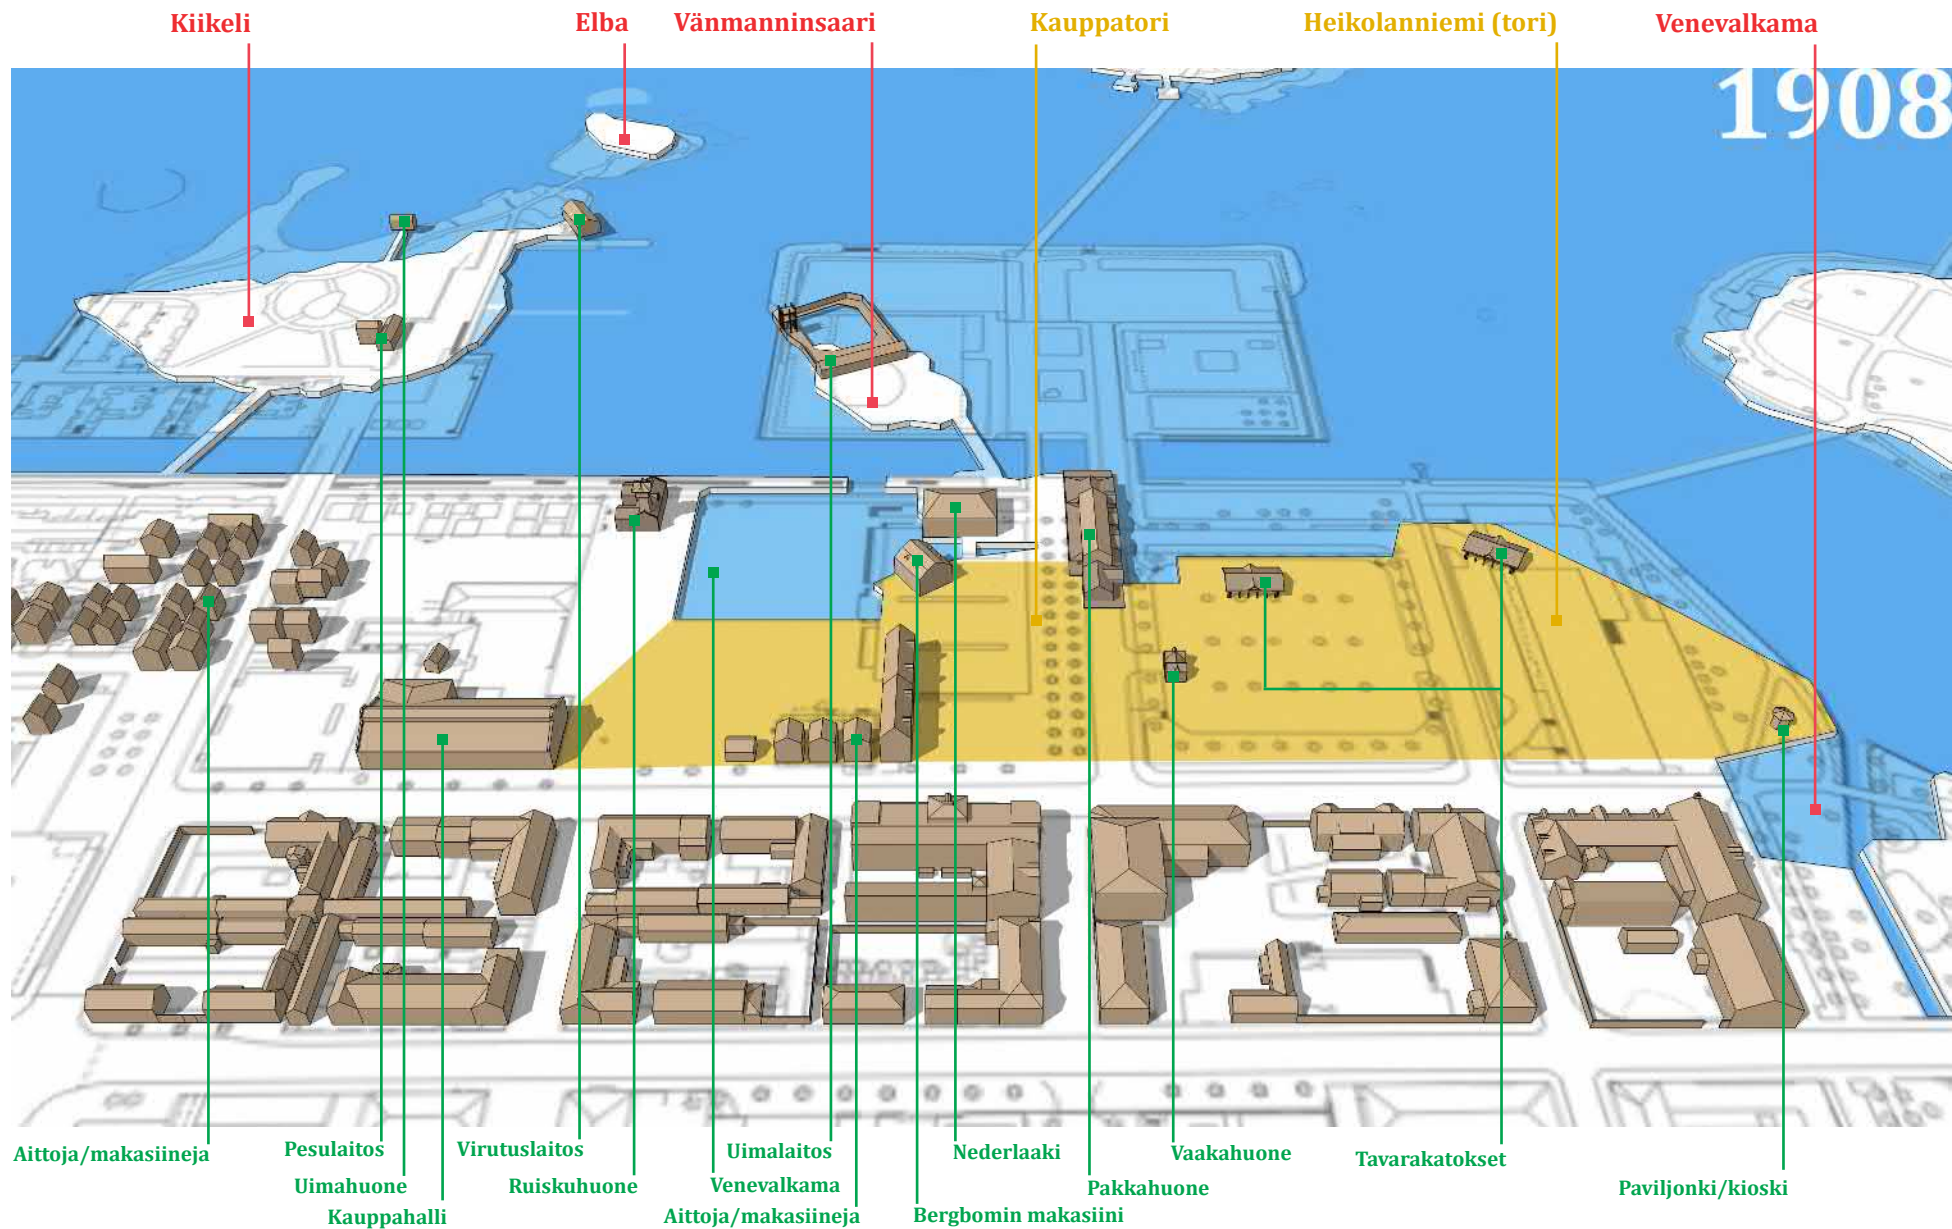 Kiikeli
Elba
Vänmanninsaari
Kauppatori
Heikolanniemi (tori)
Venevalkama
1908
Aittoja/makasiineja
Pesulaitos
Virutuslaitos
Uimalaitos
Nederlaaki
Vaakahuone
Tavarakatokset
Uimahuone
Ruiskuhuone
Venevalkama
Pakkahuone
Paviljonki/kioski
Kauppahalli
Aittoja/makasiineja
Bergbomin makasiini